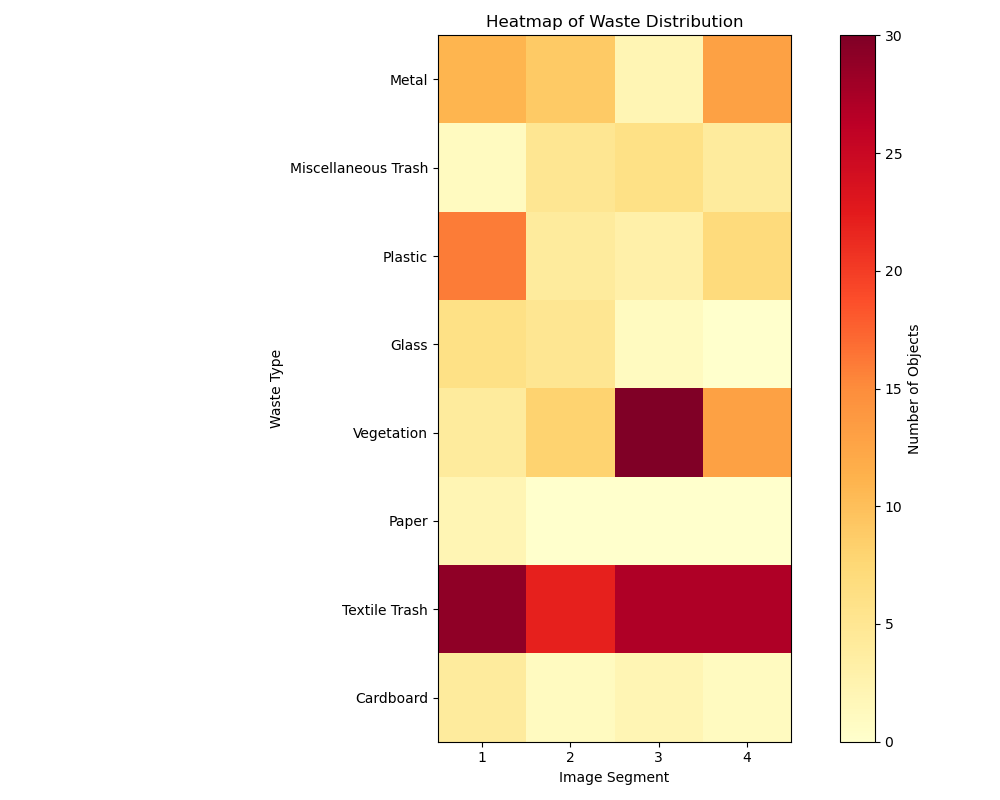 Heatmap of Waste Distribution
Metal
Miscellaneous Trash
Plastic
Glass
Vegetation
Paper
Textile Trash
Cardboard
Waste Type
1 2 3 4
Image Segment
30
25
20
15
10
5
0
Number of Objects